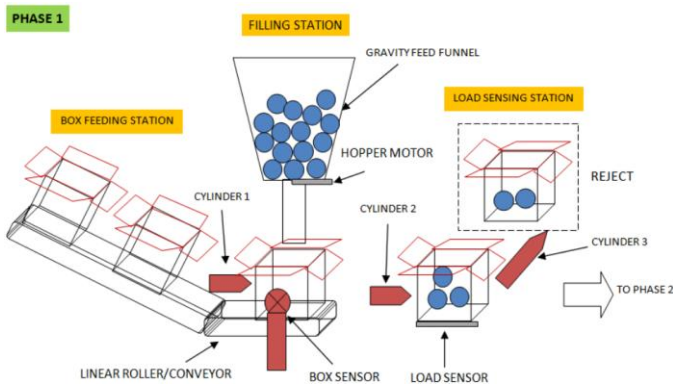 PHASE 1
FILLING STATION
GRAVITY FEED FUNNEL
BOX FEEDING STATION
LOAD SENSING STATION
HOPPER MOTOR
REJECT
CYLINDER 1
CYLINDER 2
CYLINDER 3
TO PHASE 2
LINEAR ROLLER/CONVEYOR
BOX SENSOR
LOAD SENSOR